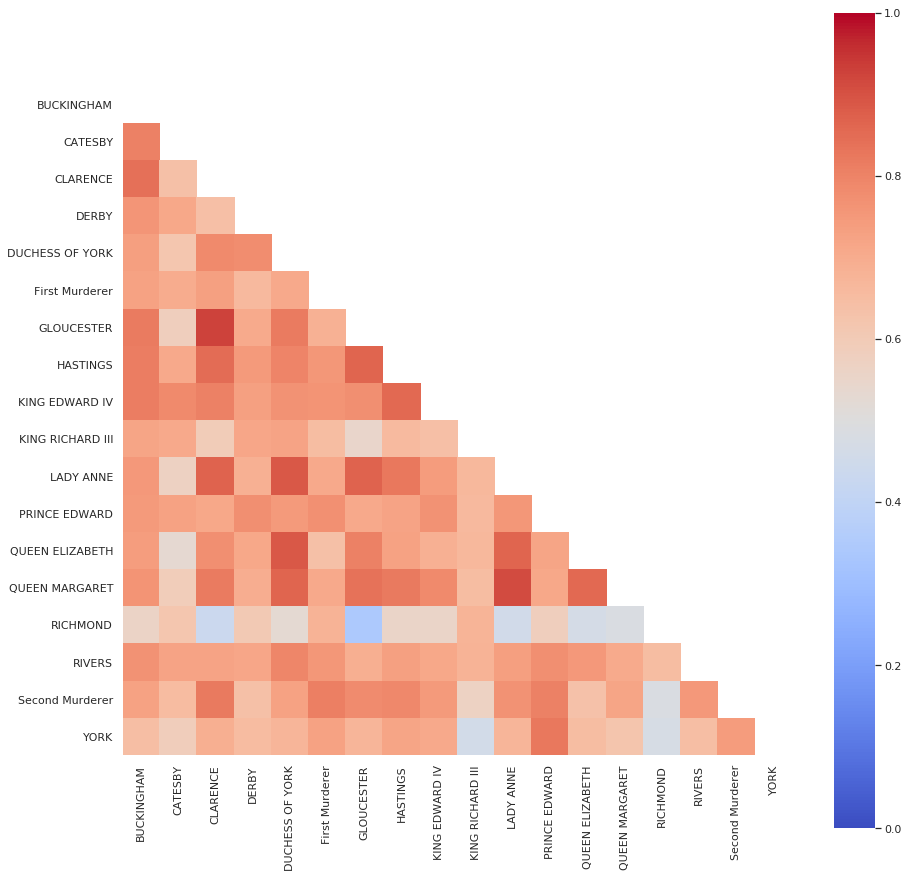 BUCKINGHAM
CATESBY
CLARENCE
DERBY
DUCHESS OF YORK
First Murderer
GLOUCESTER
HASTINGS
KING EDWARD IV
KING RICHARD III
LADY ANNE
PRINCE EDWARD
QUEEN ELIZABETH
QUEEN MARGARET
RICHMOND
RIVERS
Second Murderer
YORK
BUCKINGHAM
CATESBY
CLARENCE
DERBY
DUCHESS OF YORK
First Murderer
GLOUCESTER
HASTINGS
KING EDWARD IV
KING RICHARD III
LADY ANNE
PRINCE EDWARD
QUEEN ELIZABETH
QUEEN MARGARET
RICHMOND
RIVERS
Second Murderer
YORK
1.0
0.8
0.6
0.4
0.2
0.0